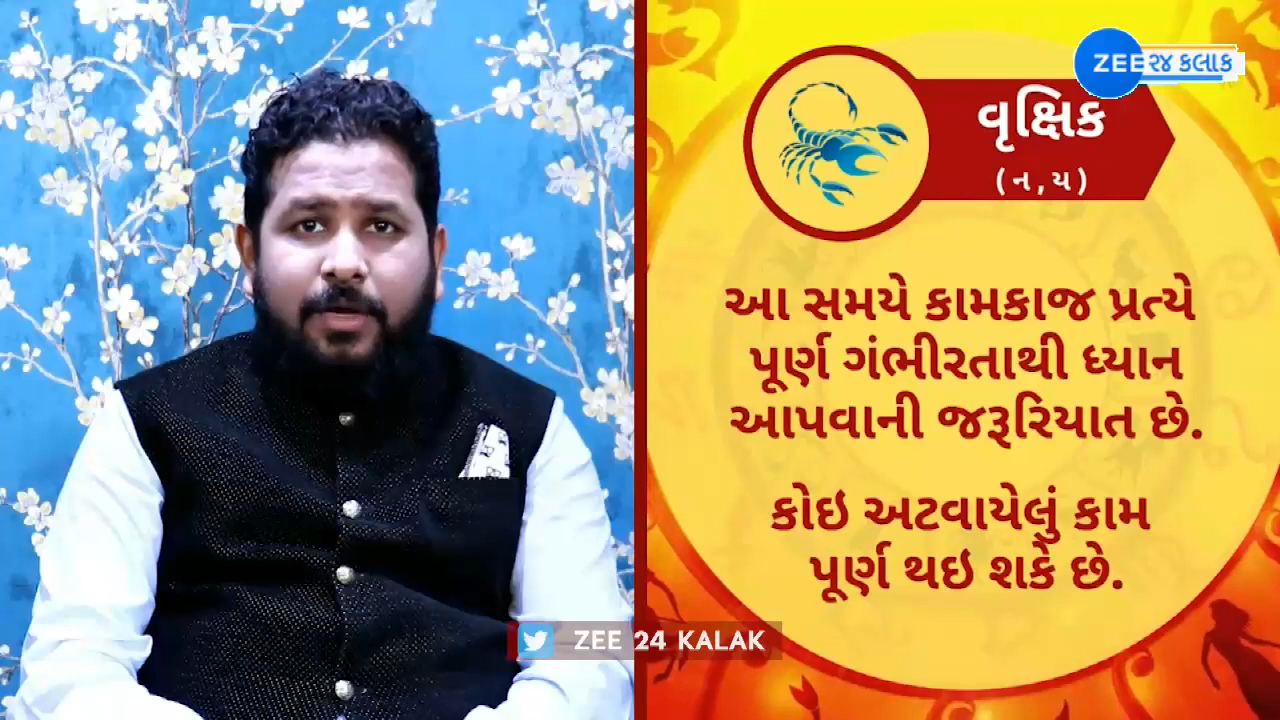 ZEE ૨૪ કલાક
વૃક્ષિક
( ન , ય )
આ સમયે કામકાજ પ્રત્યે
પૂર્ણ ગંભીરતાથી ધ્યાન
આપવાની જરૂરિયાત છે.
કોઇ અટવાયેલું કામ
પૂર્ણ થઇ શકે છે.
ZEE 24 KALAK